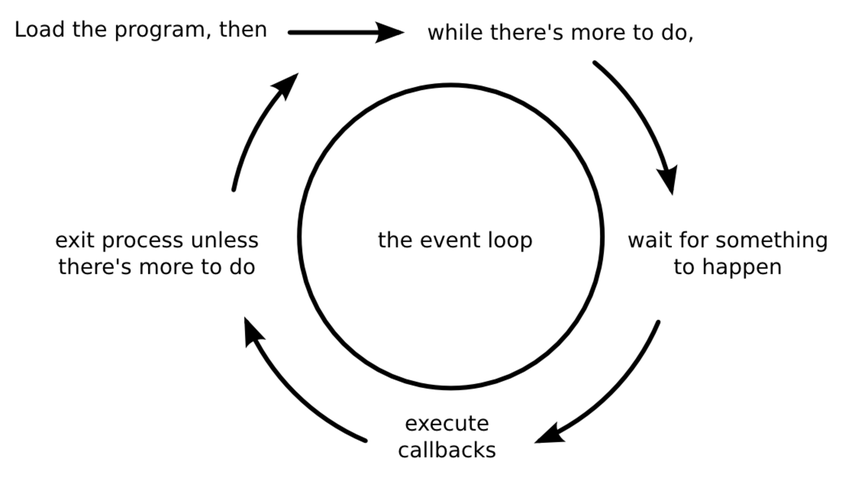 Load the program, then
while there's more to do,
wait for something
to happen
execute
callbacks
exit process unless
there's more to do
the event loop